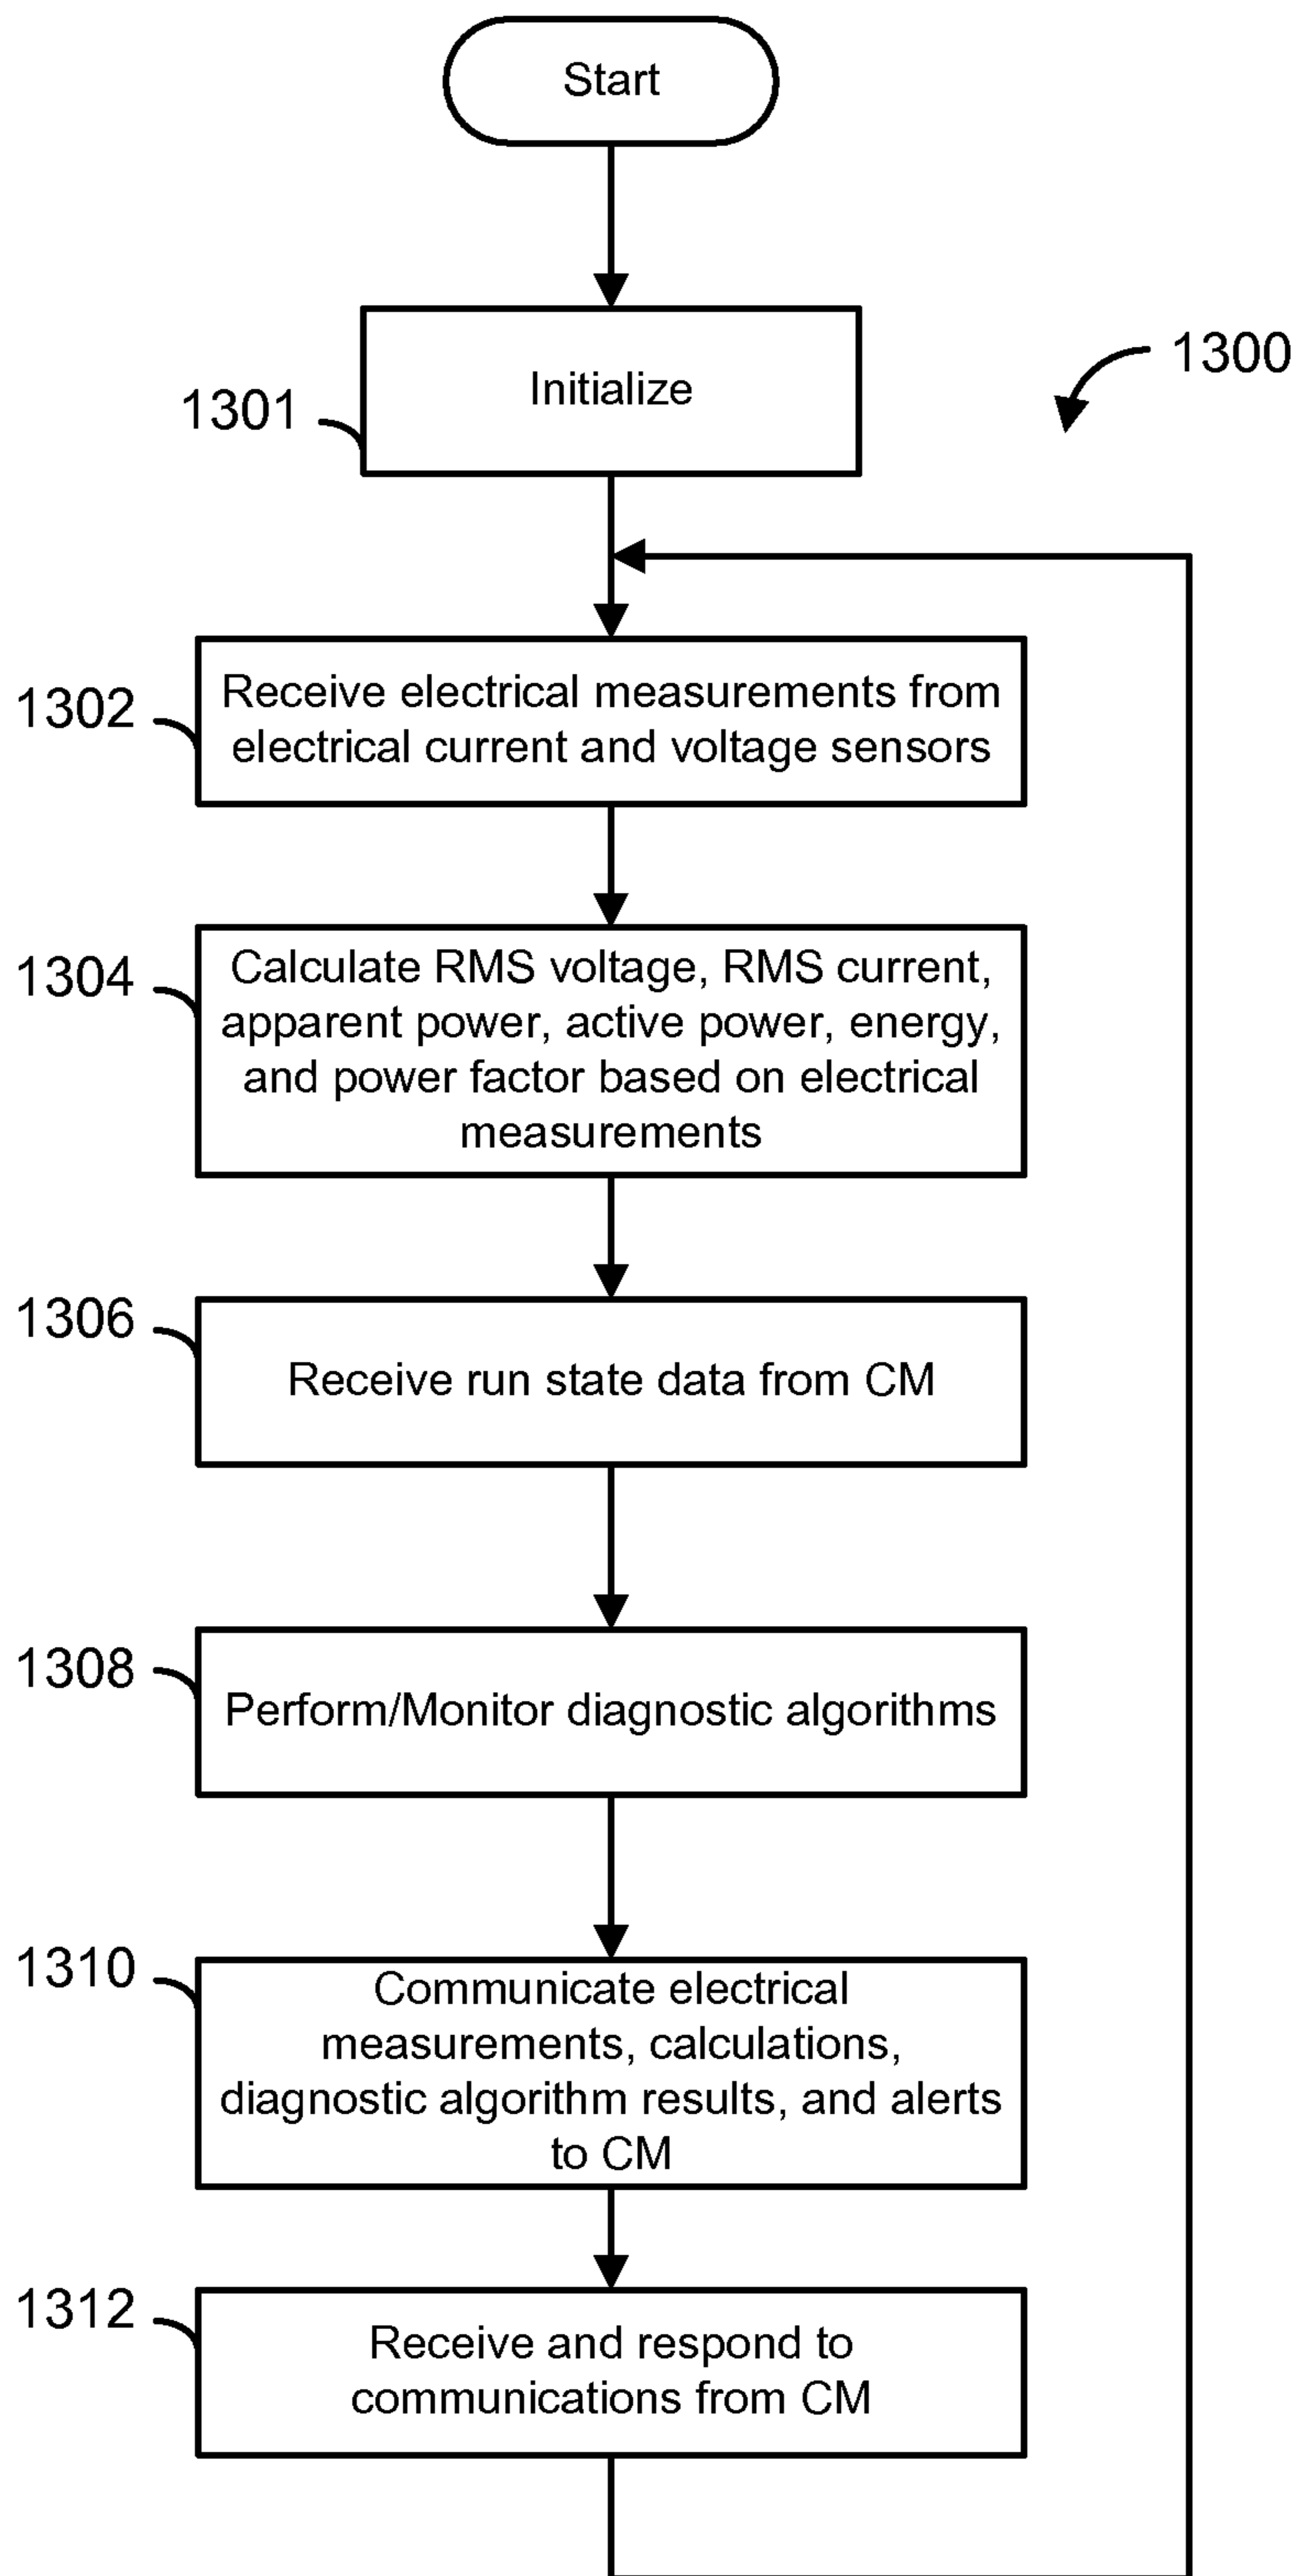 Start
Initialize
1300
1301
1302
Receive electrical measurements from
electrical current and voltage sensors
1304
Calculate RMS voltage, RMS current,
apparent power, active power, energy,
and power factor based on electrical
measurements
1306
Receive run state data from CM
1308
Perform/Monitor diagnostic algorithms
1310
Communicate electrical
measurements, calculations,
diagnostic algorithm results, and alerts
to CM
1312
Receive and respond to
communications from CM